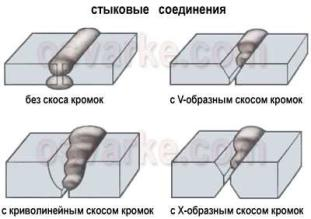 стыковые соединения
без скоса кромок
с V-образным скосом кромок
с криволинейным скосом кромок
с X-образным скосом кромок